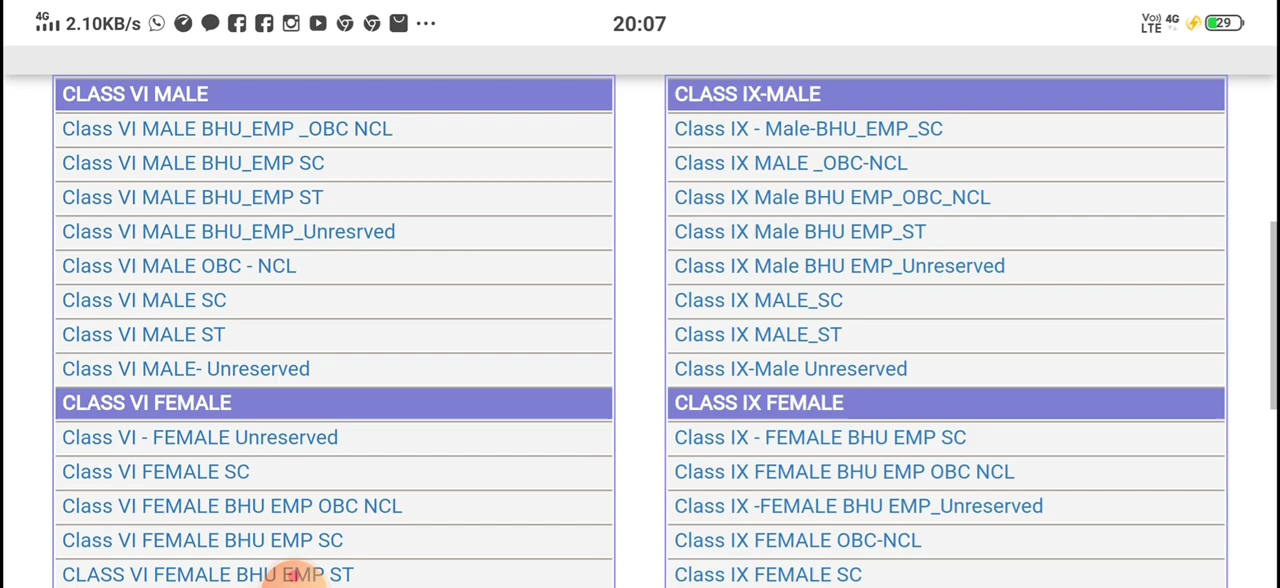 4G 2.10KB/s 20:07 Vo)) LTE 4G 29
CLASS VI MALE
Class VI MALE BHU_EMP _OBC NCL
Class VI MALE BHU_EMP SC
Class VI MALE BHU_EMP ST
Class VI MALE BHU_EMP_Unresrved
Class VI MALE OBC - NCL
Class VI MALE SC
Class VI MALE ST
Class VI MALE- Unreserved
CLASS VI FEMALE
Class VI - FEMALE Unreserved
Class VI FEMALE SC
Class VI FEMALE BHU EMP OBC NCL
Class VI FEMALE BHU EMP SC
CLASS VI FEMALE BHU EMP ST
CLASS IX-MALE
Class IX - Male-BHU_EMP_SC
Class IX MALE _OBC-NCL
Class IX Male BHU EMP_OBC_NCL
Class IX Male BHU EMP_ST
Class IX Male BHU EMP_Unreserved
Class IX MALE_SC
Class IX MALE_ST
Class IX-Male Unreserved
CLASS IX FEMALE
Class IX - FEMALE BHU EMP SC
Class IX FEMALE BHU EMP OBC NCL
Class IX -FEMALE BHU EMP_Unreserved
Class IX FEMALE OBC-NCL
Class IX FEMALE SC